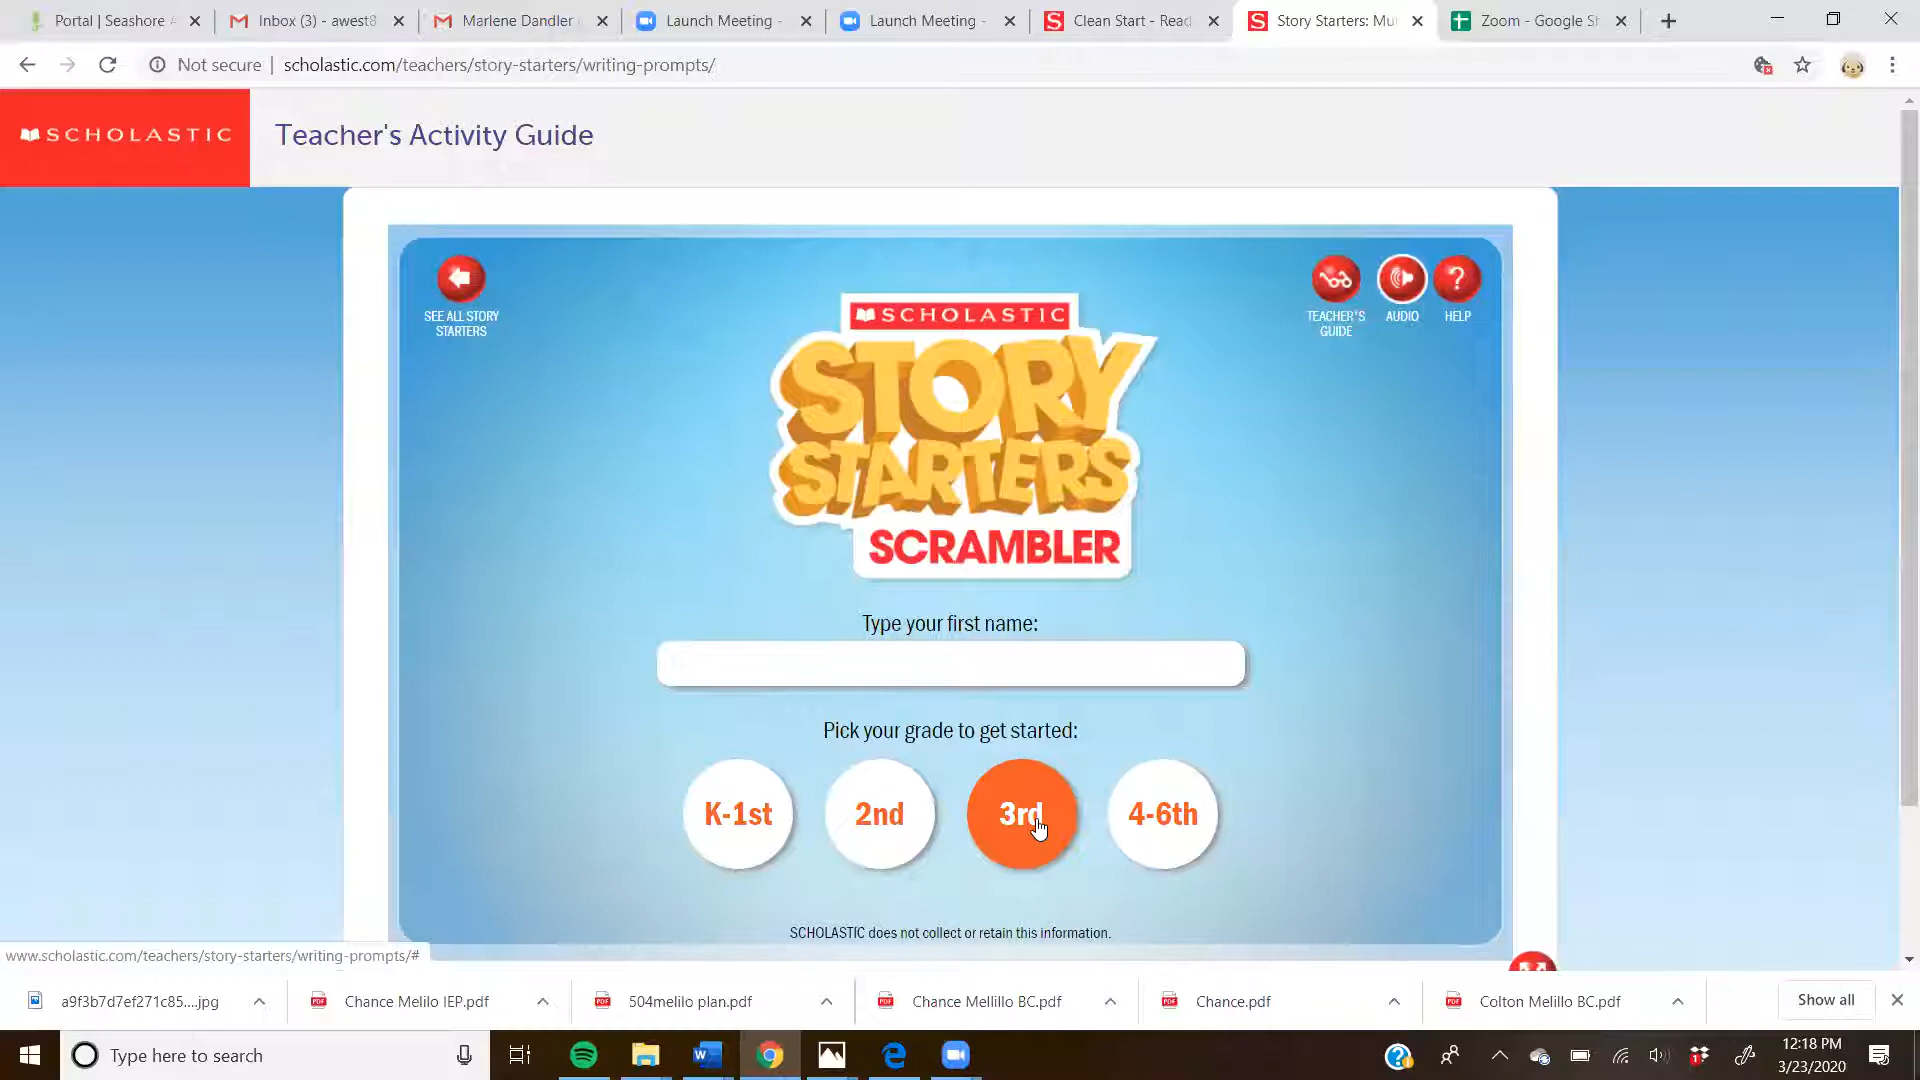 Portal | Seashore A
Inbox (3) - awest8
Marlene Dandler
Launch Meeting -
Launch Meeting -
Clean Start - Read
Story Starters: Mu
Zoom - Google Sh
Not secure | scholastic.com/teachers/story-starters/writing-prompts/
SCHOLASTIC
Teacher's Activity Guide
SEE ALL STORY
STARTERS
TEACHER'S
GUIDE
AUDIO
HELP
SCHOLASTIC
STORY
STARTERS
SCRAMBLER
Type your first name:
Pick your grade to get started:
K-1st
2nd
3rd
4-6th
SCHOLASTIC does not collect or retain this information.
www.scholastic.com/teachers/story-starters/writing-prompts/#
a9f3b7d7ef271c85....jpg
Chance Melilo IEP.pdf
504melilo plan.pdf
Chance Mellillo BC.pdf
Chance.pdf
Colton Melillo BC.pdf
Show all
Type here to search
12:18 PM
3/23/2020